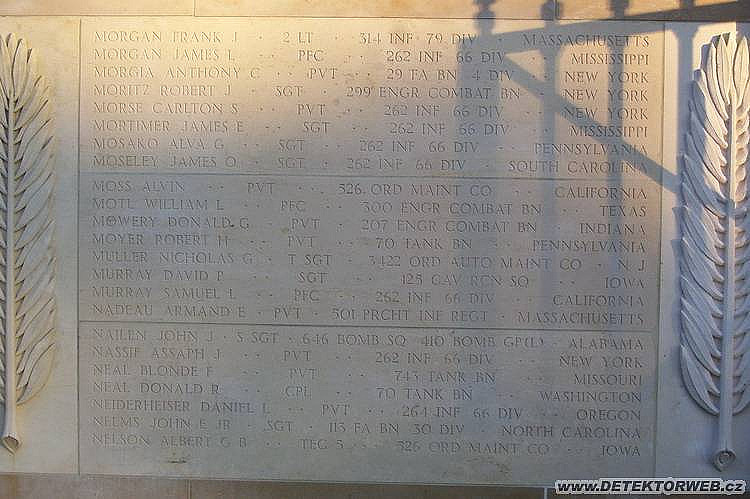 MORGAN FRANK J · 2 LT · 314 INF 79 DIV · MASSACHUSETTS
MORGAN JAMES L · PFC · 262 INF 66 DIV · MISSISSIPPI
MORGIA ANTHONY C · PVT · 29 FA BN 4 DIV · NEW YORK
MORITZ ROBERT J · SGT · 299 ENGR COMBAT BN · NEW YORK
MORSE CARLTON S · PVT · 262 INF 66 DIV · NEW YORK
MORTIMER JAMES E · SGT · 262 INF 66 DIV · MISSISSIPPI
MOSAKO ALVA G · SGT · 262 INF 66 DIV · PENNSYLVANIA
MOSELEY JAMES O · SGT · 262 INF 66 DIV · SOUTH CAROLINA
MOSS ALVIN · PVT · 526 ORD MAINT CO · CALIFORNIA
MOTL WILLIAM L · PFC · 300 ENGR COMBAT BN · TEXAS
MOWERY DONALD G · PVT · 207 ENGR COMBAT BN · INDIANA
MOYER ROBERT H · PVT · 70 TANK BN · PENNSYLVANIA
MULLER NICHOLAS G · T SGT · 3422 ORD AUTO MAINT CO · N J
MURRAY DAVID P · SGT · 125 CAV RCN SQ · IOWA
MURRAY SAMUEL L · PFC · 262 INF 66 DIV · CALIFORNIA
NADEAU ARMAND E · PVT · 501 PRCHT INF REGT · MASSACHUSETTS
NAILEN JOHN J · S SGT · 646 BOMB SQ 410 BOMB GP(L) · ALABAMA
NASSIF ASSAPH J · PVT · 262 INF 66 DIV · NEW YORK
NEAL BLONDE F · PVT · 743 TANK BN · MISSOURI
NEAL DONALD R · CPL · 70 TANK BN · WASHINGTON
NEIDERHEISER DANIEL L · PVT · 264 INF 66 DIV · OREGON
NELMS JOHN E JR · SGT · 113 FA BN 30 DIV · NORTH CAROLINA
NELSON ALBERT G B · TEC 5 · 526 ORD MAINT CO · IOWA
WWW.DETEKTORWEB.CZ